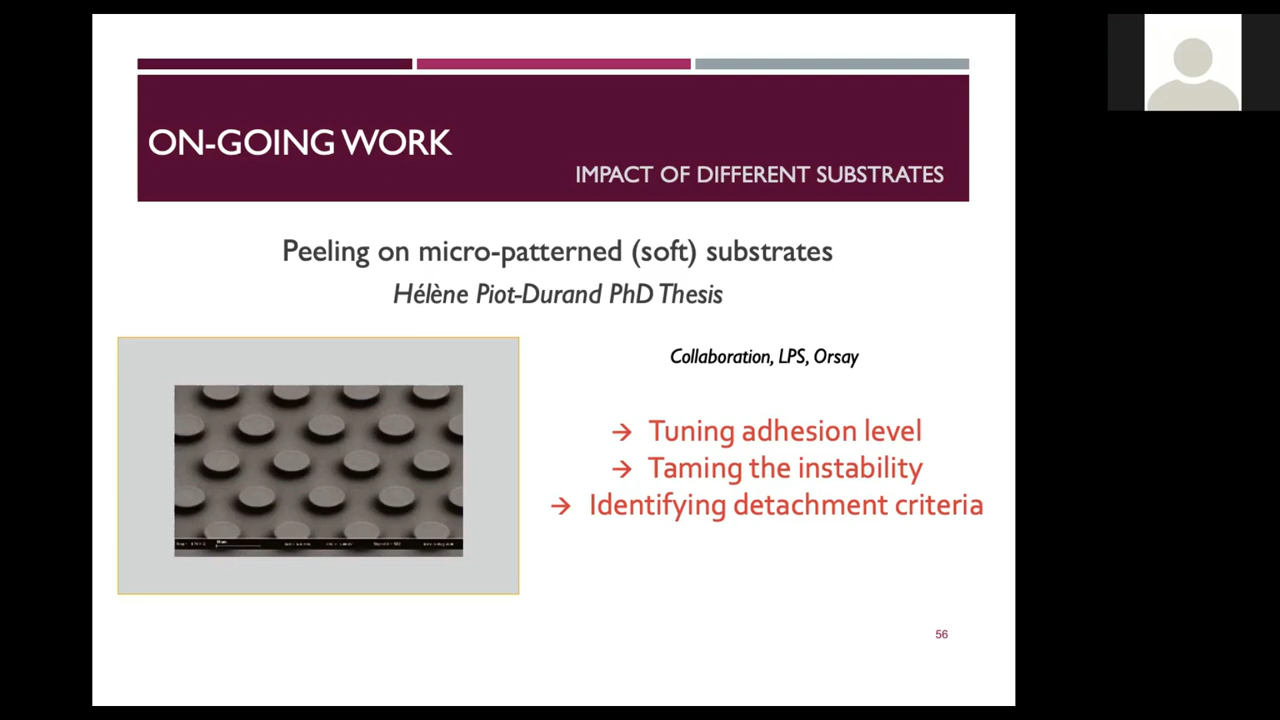 ON-GOING WORK
IMPACT OF DIFFERENT SUBSTRATES
Peeling on micro-patterned (soft) substrates
Hélène Piot-Durand PhD Thesis
Collaboration, LPS, Orsay
→ Tuning adhesion level
→ Taming the instability
→ Identifying detachment criteria
56